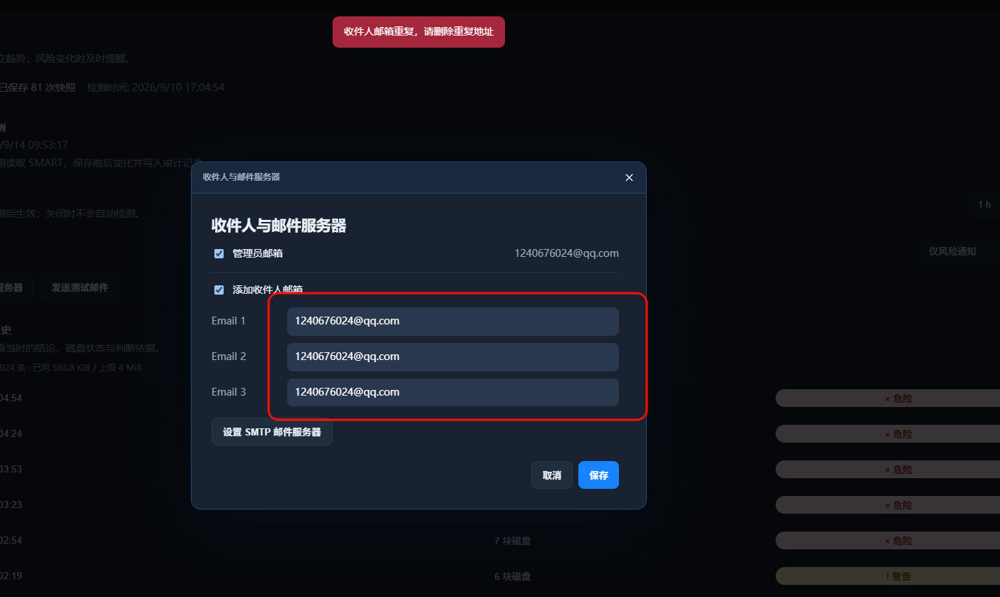 收件人邮箱重复，请删除重复地址
立趋势，风险变化时及时提醒。
已保存 81 次快照 检测时间: 2026/9/10 17:04:54
测
/9/14 09:53:17
期读取 SMART，保存前后变化并写入审计记录
收件人与邮件服务器
测后生效；关闭时不会自动检测。
1 h
收件人与邮件服务器
管理员邮箱 1240676024@qq.com
仅风险通知
服务器 发送测试邮件
添加收件人邮箱
Email 1 1240676024@qq.com
史
看当时的结论、磁盘状态与判断依据。
Email 2 1240676024@qq.com
024 条 · 已用 563.8 KiB / 上限 4 MiB
Email 3 1240676024@qq.com
04:54 × 危险
设置 SMTP 邮件服务器
04:24 × 危险
取消 保存
03:53 × 危险
03:23 × 危险
02:54 7 块磁盘 × 危险
02:19 6 块磁盘 ! 警告